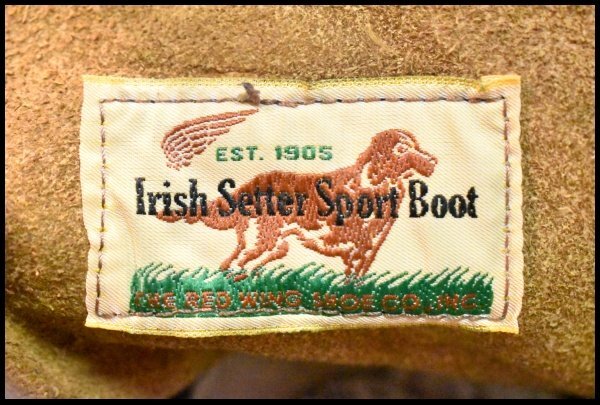 EST. 1905
Irish Setter Sport Boot
THE RED WING SHOE CO., INC.